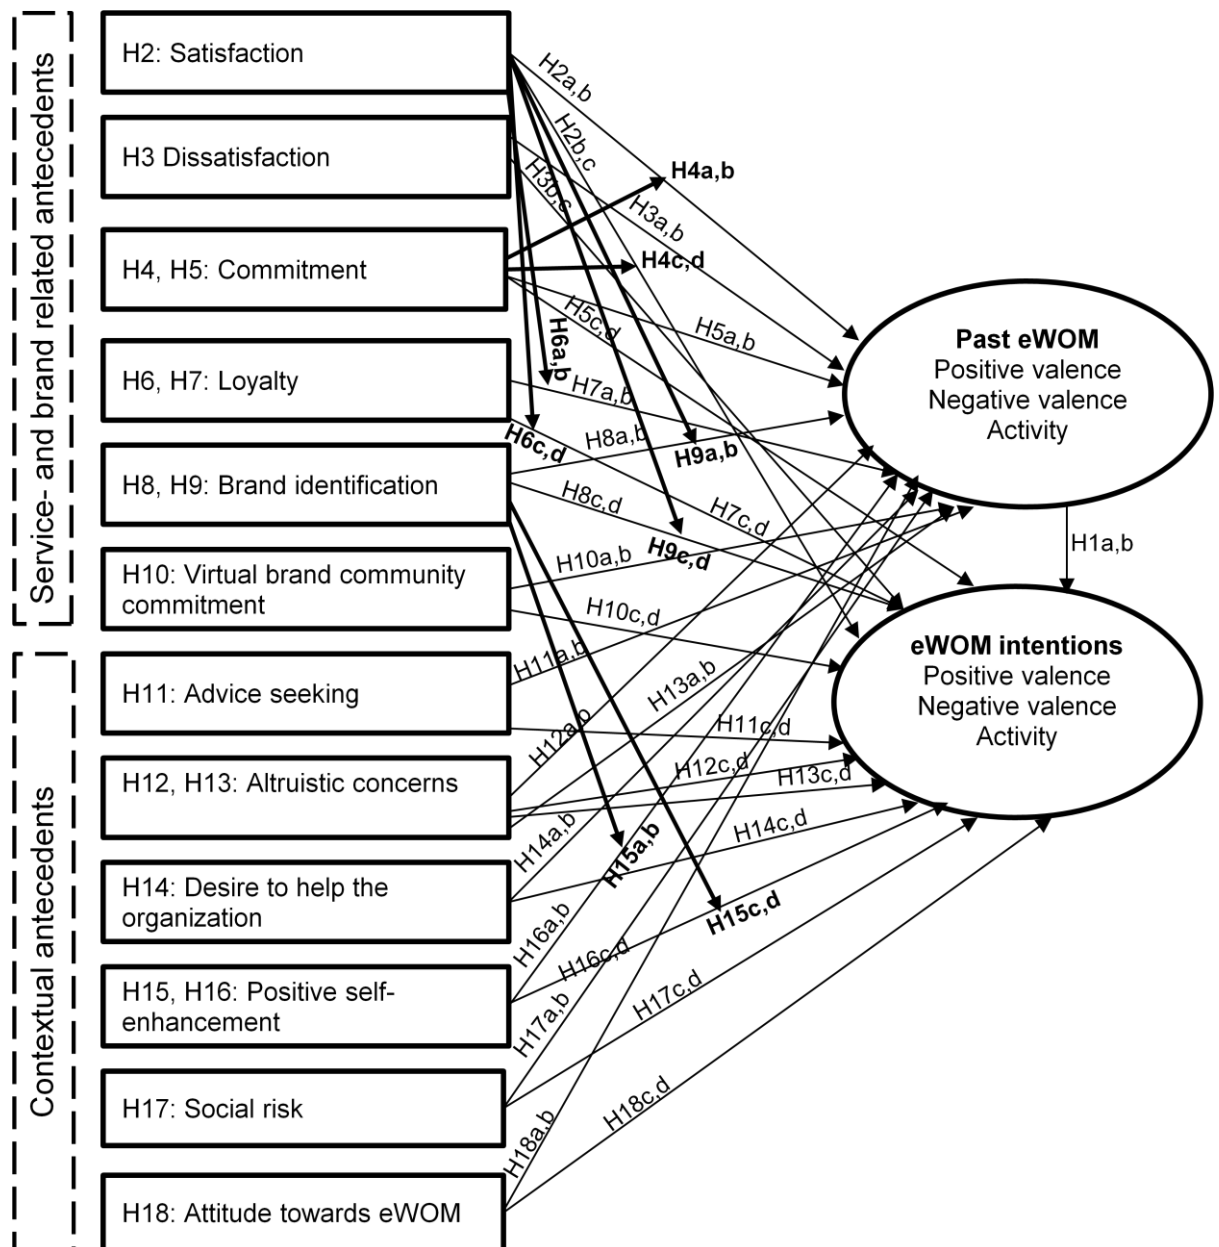 Service- and brand related antecedents
H2: Satisfaction
H3 Dissatisfaction
H4, H5: Commitment
H6, H7: Loyalty
H8, H9: Brand identification
H10: Virtual brand community
commitment
Contextual antecedents
H11: Advice seeking
H12, H13: Altruistic concerns
H14: Desire to help the
organization
H15, H16: Positive self-
enhancement
H17: Social risk
H18: Attitude towards eWOM
H2a,b
H2b,c
H3b,c
H3a,b
H4a,b
H4c,d
H5c,d
H5a,b
H6a,b
H7a,b
H6c,d
H8a,b
H9a,b
H8c,d
H7c,d
H9c,d
H10a,b
H10c,d
H11a,b
H13a,b
H12a,b
H11c,d
H12c,d
H13c,d
H14a,b
H15a,b
H14c,d
H15c,d
H16a,b
H16c,d
H17a,b
H17c,d
H18a,b
H18c,d
Past eWOM
Positive valence
Negative valence
Activity
H1a,b
eWOM intentions
Positive valence
Negative valence
Activity